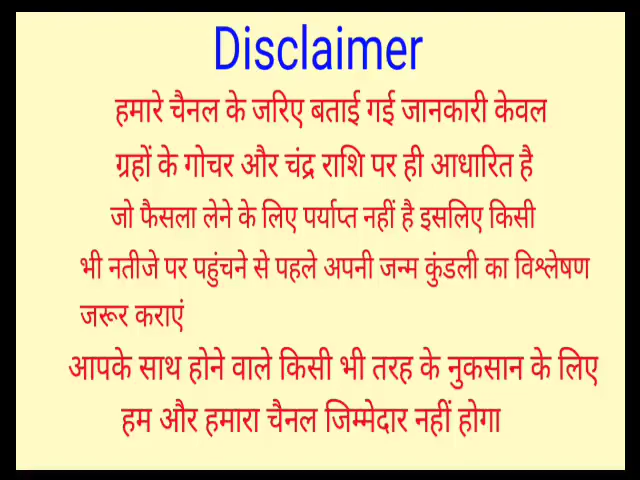 Disclaimer
हमारे चैनल के जरिए बताई गई जानकारी केवल
ग्रहों के गोचर और चंद्र राशि पर ही आधारित है
जो फैसला लेने के लिए पर्याप्त नहीं है इसलिए किसी
भी नतीजे पर पहुंचने से पहले अपनी जन्म कुंडली का विश्लेषण
जरूर कराएं
आपके साथ होने वाले किसी भी तरह के नुकसान के लिए
हम और हमारा चैनल जिम्मेदार नहीं होगा